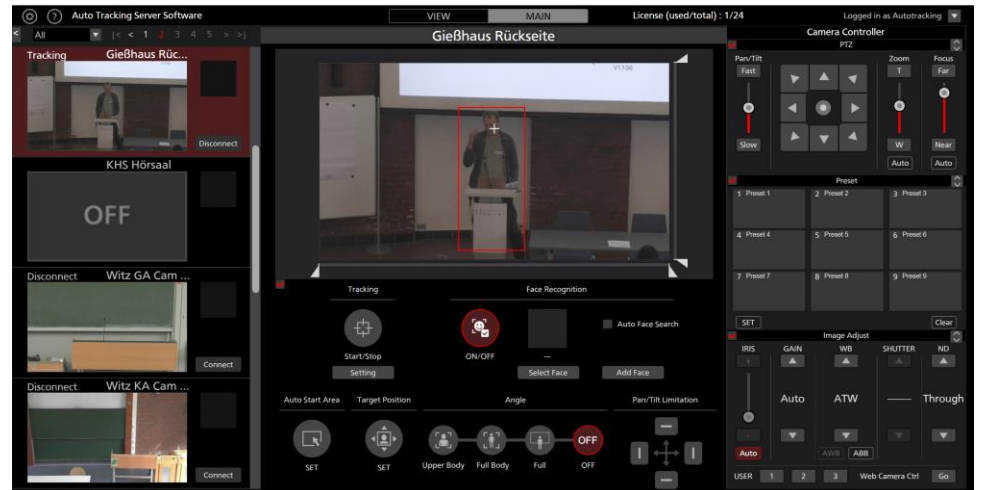 Auto Tracking Server Software
VIEW
MAIN
License (used/total) : 1/24
Logged in as Autotracking
< All |< < 1 2 3 4 5 > >|
Tracking Gießhaus Rüc...
Disconnect
KHS Hörsaal
OFF
Disconnect Witz GA Cam ...
Connect
Disconnect Witz KA Cam ...
Connect
Gießhaus Rückseite
V1196
Tracking
Face Recognition
Auto Face Search
Start/Stop
ON/OFF
—
Setting
Select Face
Add Face
Auto Start Area
Target Position
Angle
Pan/Tilt Limitation
OFF
SET
SET
Upper Body
Full Body
Full
OFF
Camera Controller
PTZ
Pan/Tilt
Zoom
Focus
Fast
T
Far
Slow
W
Near
Auto
Auto
Preset
1 Preset 1
2 Preset 2
3 Preset 3
4 Preset 4
5 Preset 5
6 Preset 6
7 Preset 7
8 Preset 8
9 Preset 9
SET
Clear
Image Adjust
IRIS
GAIN
WB
SHUTTER
ND
+
Auto
ATW
Through
-
Auto
AWB
ABB
USER 1 2 3 Web Camera Ctrl Go